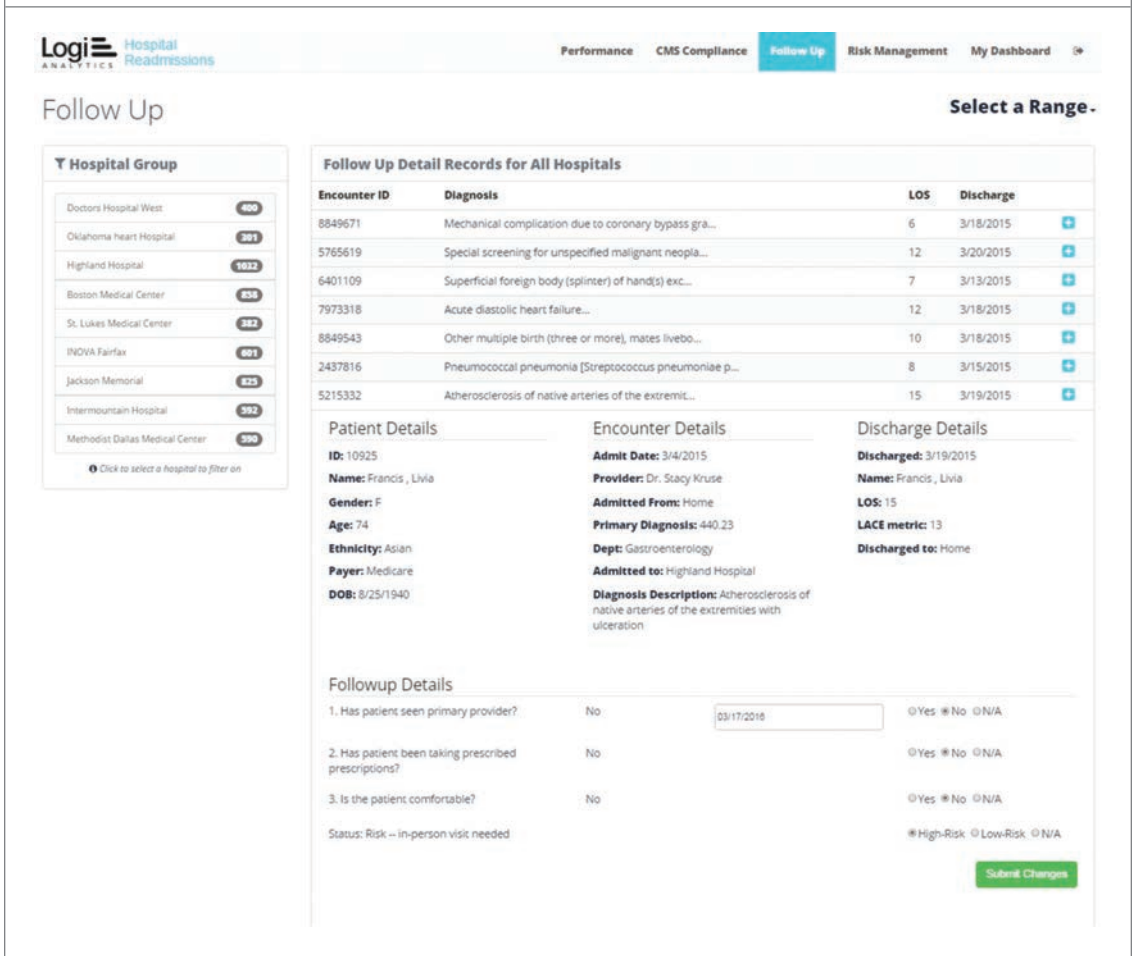 Logi ANALYTICS Hospital Readmissions
Performance CMS Compliance Follow Up Risk Management My Dashboard
Follow Up
Select a Range
Hospital Group
Doctors Hospital West 400
Oklahoma heart Hospital 301
Highland Hospital 1032
Boston Medical Center 858
St. Lukes Medical Center 382
INOVA Fairfax 601
Jackson Memorial 825
Intermountain Hospital 592
Methodist Dallas Medical Center 590
Click to select a hospital to filter on
Follow Up Detail Records for All Hospitals
Encounter ID Diagnosis LOS Discharge
8849671 Mechanical complication due to coronary bypass gra... 6 3/18/2015
5765619 Special screening for unspecified malignant neopla... 12 3/20/2015
6401109 Superficial foreign body (splinter) of hand(s) exc... 7 3/13/2015
7973318 Acute diastolic heart failure... 12 3/18/2015
8849543 Other multiple birth (three or more), mates livebo... 10 3/18/2015
2437816 Pneumococcal pneumonia [Streptococcus pneumoniae p... 8 3/15/2015
5215332 Atherosclerosis of native arteries of the extremit... 15 3/19/2015
Patient Details
ID: 10925
Name: Francis , Livia
Gender: F
Age: 74
Ethnicity: Asian
Payer: Medicare
DOB: 8/25/1940
Encounter Details
Admit Date: 3/4/2015
Provider: Dr. Stacy Kruse
Admitted From: Home
Primary Diagnosis: 440.23
Dept: Gastroenterology
Admitted to: Highland Hospital
Diagnosis Description: Atherosclerosis of
native arteries of the extremities with
ulceration
Discharge Details
Discharged: 3/19/2015
Name: Francis , Livia
LOS: 15
LACE metric: 13
Discharged to: Home
Followup Details
1. Has patient seen primary provider? No 03/17/2016 Yes No N/A
2. Has patient been taking prescribed
prescriptions? No Yes No N/A
3. Is the patient comfortable? No Yes No N/A
Status: Risk -- in-person visit needed High-Risk Low-Risk N/A
Submit Changes